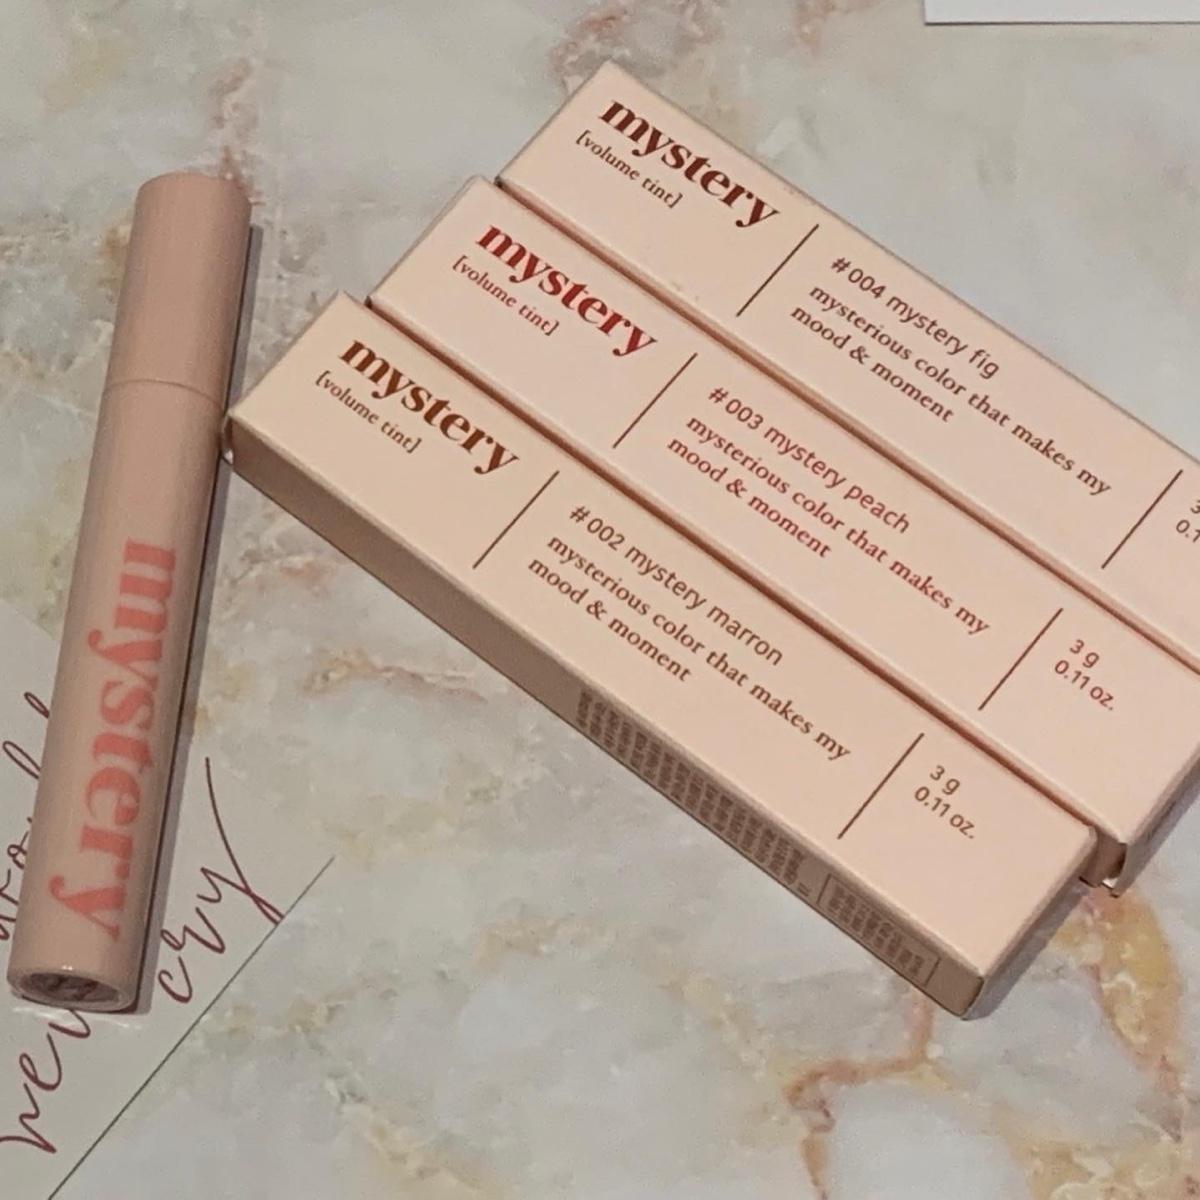 mystery
[volume tint]
#004 mystery fig
mysterious color that makes my
mood & moment
mystery
[volume tint]
#003 mystery peach
mysterious color that makes my
mood & moment
3 g
0.11 oz.
mystery
[volume tint]
#002 mystery marron
mysterious color that makes my
mood & moment
3 g
0.11 oz.
mystery